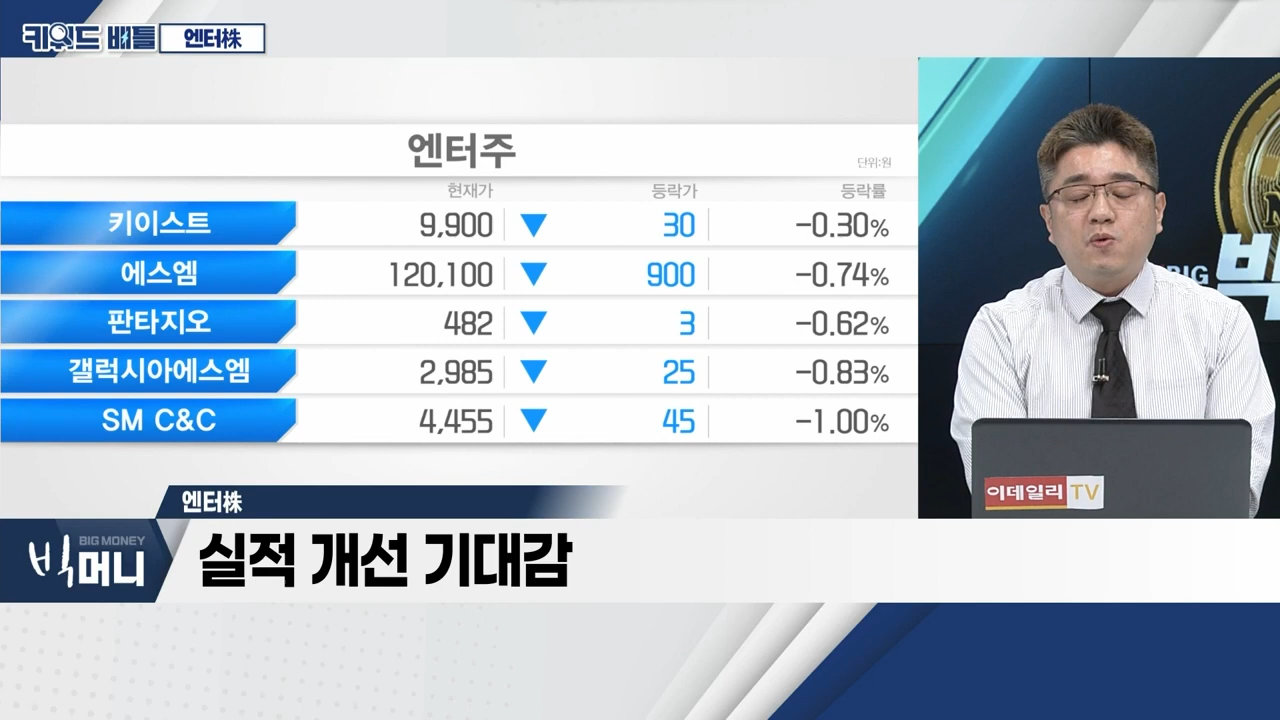 키워드 배틀 엔터株
엔터주
단위:원
현재가 등락가 등락률
키이스트 9,900 ▼ 30 -0.30%
에스엠 120,100 ▼ 900 -0.74%
판타지오 482 ▼ 3 -0.62%
갤럭시아에스엠 2,985 ▼ 25 -0.83%
SM C&C 4,455 ▼ 45 -1.00%
BIG
빅
이데일리 TV
엔터株
BIG MONEY
빅머니
실적 개선 기대감